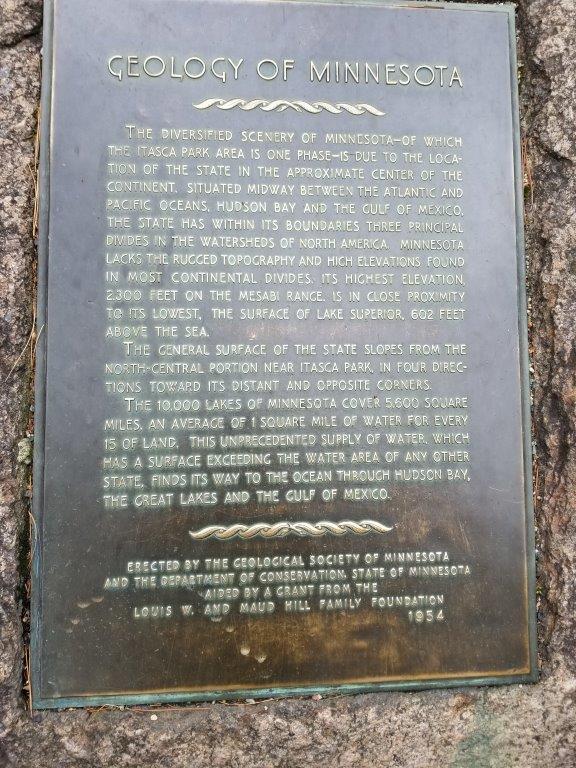 GEOLOGY OF MINNESOTA
THE DIVERSIFIED SCENERY OF MINNESOTA—OF WHICH
THE ITASCA PARK AREA IS ONE PHASE—IS DUE TO THE LOCA-
TION OF THE STATE IN THE APPROXIMATE CENTER OF THE
CONTINENT. SITUATED MIDWAY BETWEEN THE ATLANTIC AND
PACIFIC OCEANS, HUDSON BAY AND THE GULF OF MEXICO,
THE STATE HAS WITHIN ITS BOUNDARIES THREE PRINCIPAL
DIVIDES IN THE WATERSHEDS OF NORTH AMERICA. MINNESOTA
LACKS THE RUGGED TOPOGRAPHY AND HIGH ELEVATIONS FOUND
IN MOST CONTINENTAL DIVIDES. ITS HIGHEST ELEVATION,
2,300 FEET ON THE MESABI RANGE, IS IN CLOSE PROXIMITY
TO ITS LOWEST, THE SURFACE OF LAKE SUPERIOR, 602 FEET
ABOVE THE SEA.
THE GENERAL SURFACE OF THE STATE SLOPES FROM THE
NORTH-CENTRAL PORTION NEAR ITASCA PARK, IN FOUR DIREC-
TIONS TOWARD ITS DISTANT AND OPPOSITE CORNERS.
THE 10,000 LAKES OF MINNESOTA COVER 5,600 SQUARE
MILES, AN AVERAGE OF 1 SQUARE MILE OF WATER FOR EVERY
15 OF LAND. THIS UNPRECEDENTED SUPPLY OF WATER, WHICH
HAS A SURFACE EXCEEDING THE WATER AREA OF ANY OTHER
STATE, FINDS ITS WAY TO THE OCEAN THROUGH HUDSON BAY,
THE GREAT LAKES AND THE GULF OF MEXICO.
ERECTED BY THE GEOLOGICAL SOCIETY OF MINNESOTA
AND THE DEPARTMENT OF CONSERVATION, STATE OF MINNESOTA
AIDED BY A GRANT FROM THE
LOUIS W. AND MAUD HILL FAMILY FOUNDATION
1954